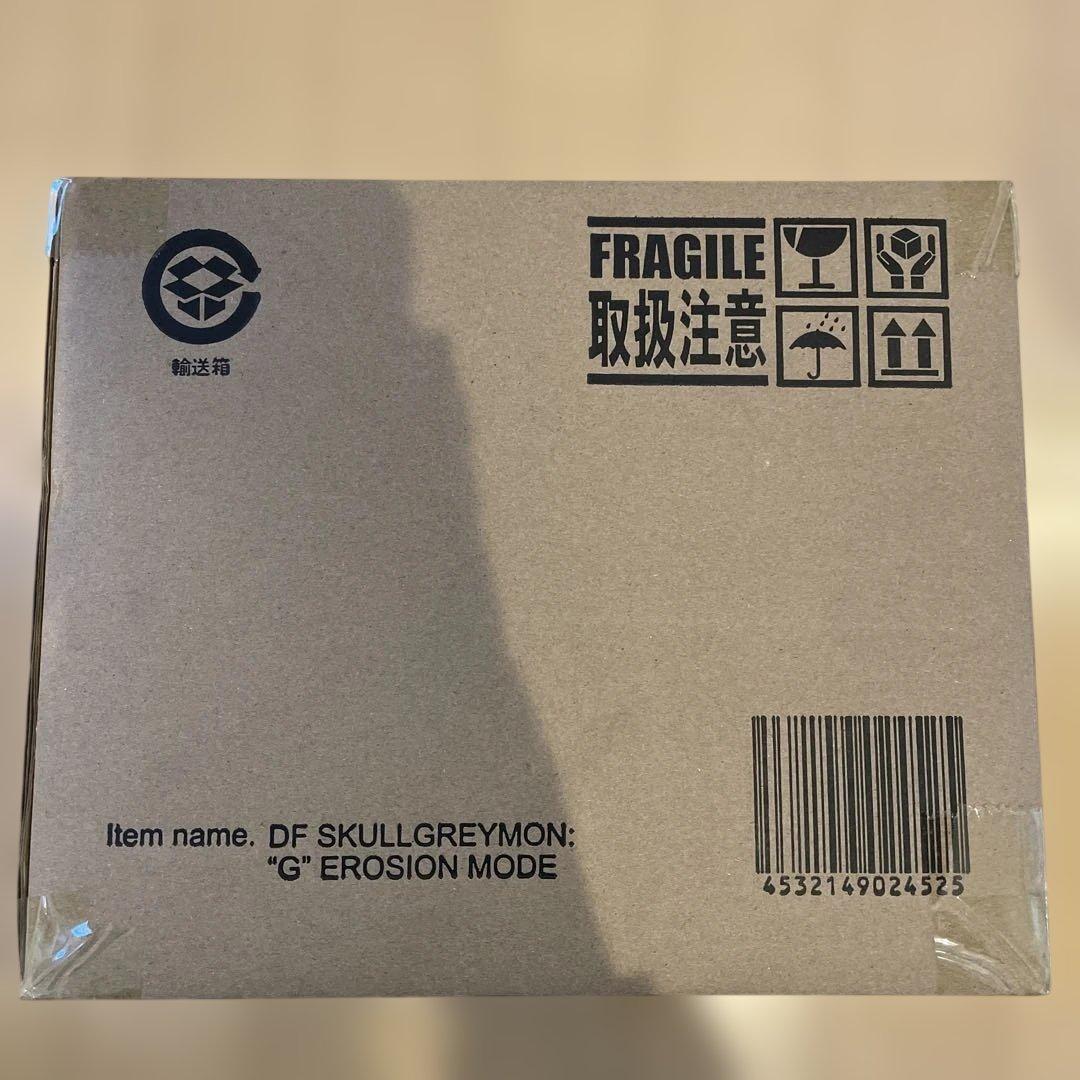 輸送箱
FRAGILE
取扱注意
Item name. DF SKULLGREYMON:
“G” EROSION MODE
4532149024525